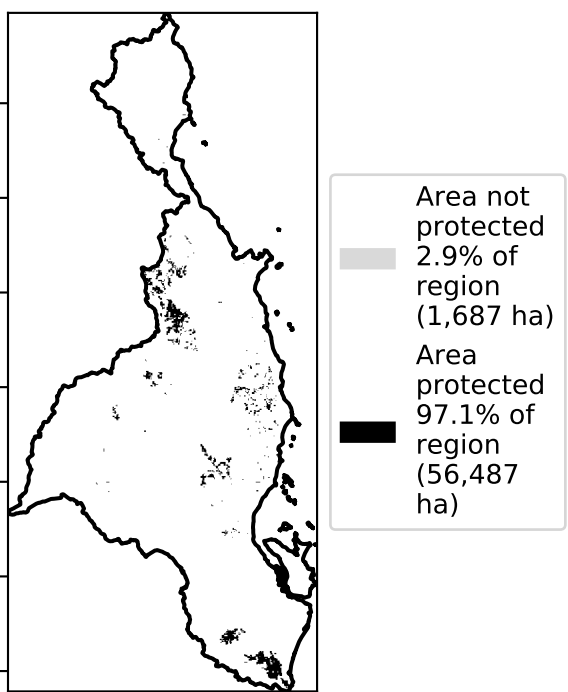 Area not
protected
2.9% of
region
(1,687 ha)
Area
protected
97.1% of
region
(56,487
ha)